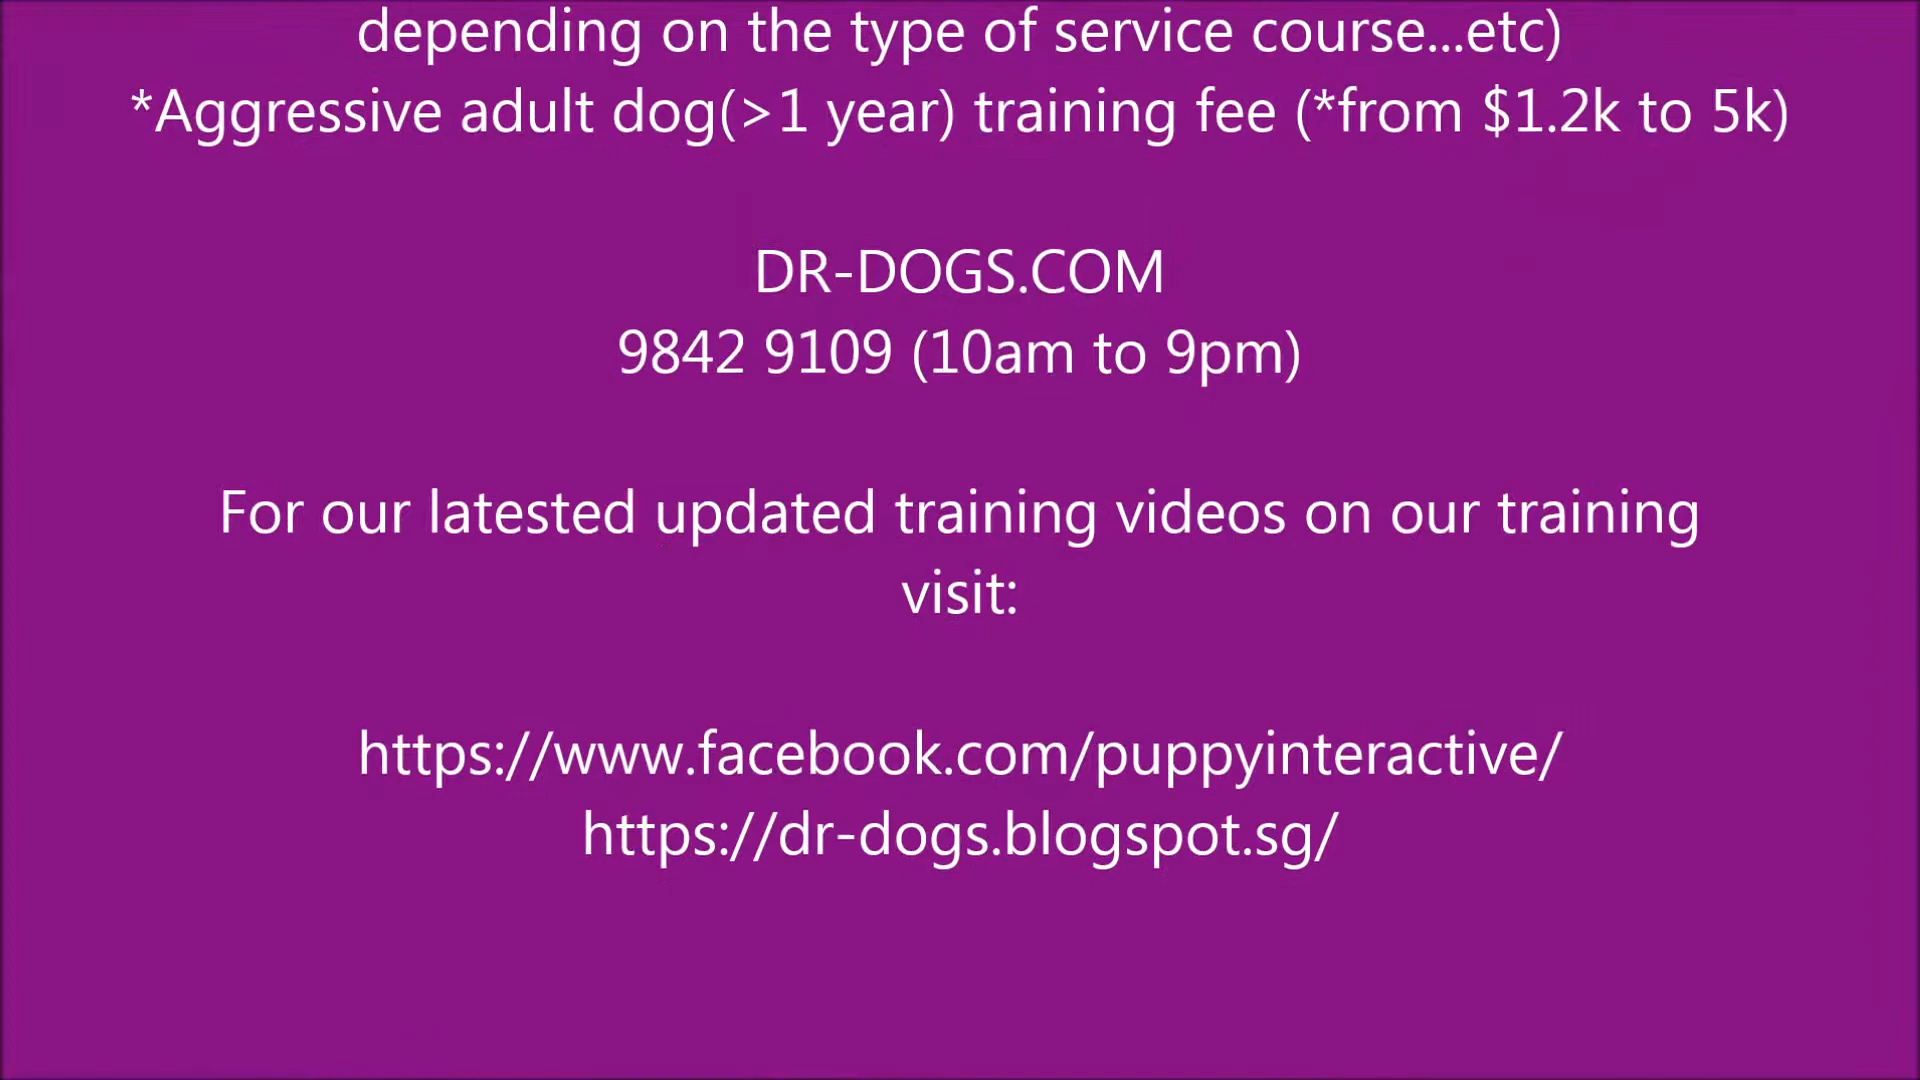 depending on the type of service course...etc)
*Aggressive adult dog(>1 year) training fee (*from $1.2k to 5k)
DR-DOGS.COM
9842 9109 (10am to 9pm)
For our latested updated training videos on our training
visit:
https://www.facebook.com/puppyinteractive/
https://dr-dogs.blogspot.sg/